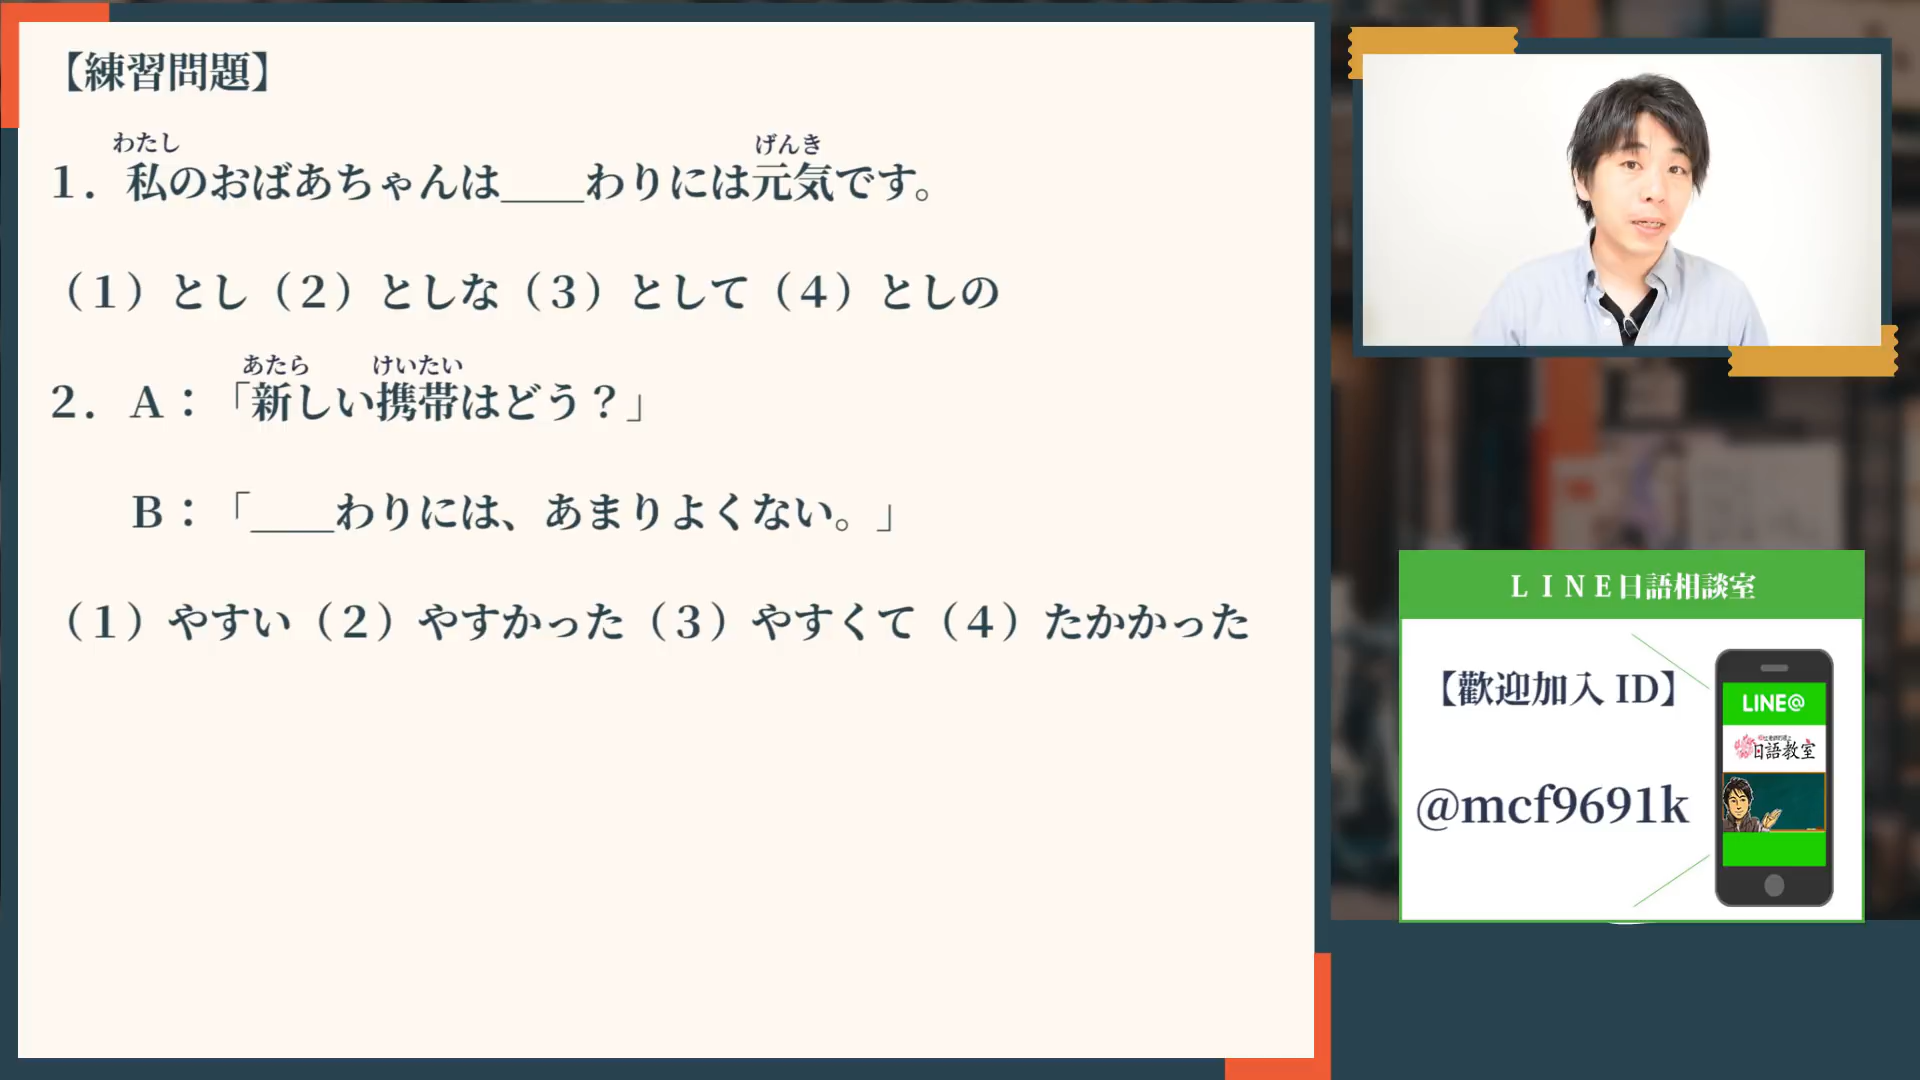 【練習問題】
わたし げんき
１．私のおばあちゃんは＿＿わりには元気です。
（１）とし（２）としな（３）として（４）としの
あたら けいたい
２．Ａ：「新しい携帯はどう？」
Ｂ：「＿＿わりには、あまりよくない。」
（１）やすい（２）やすかった（３）やすくて（４）たかかった
ＬＩＮＥ日語相談室
【歡迎加入 ID】
@mcf9691k
LINE@
日語教室